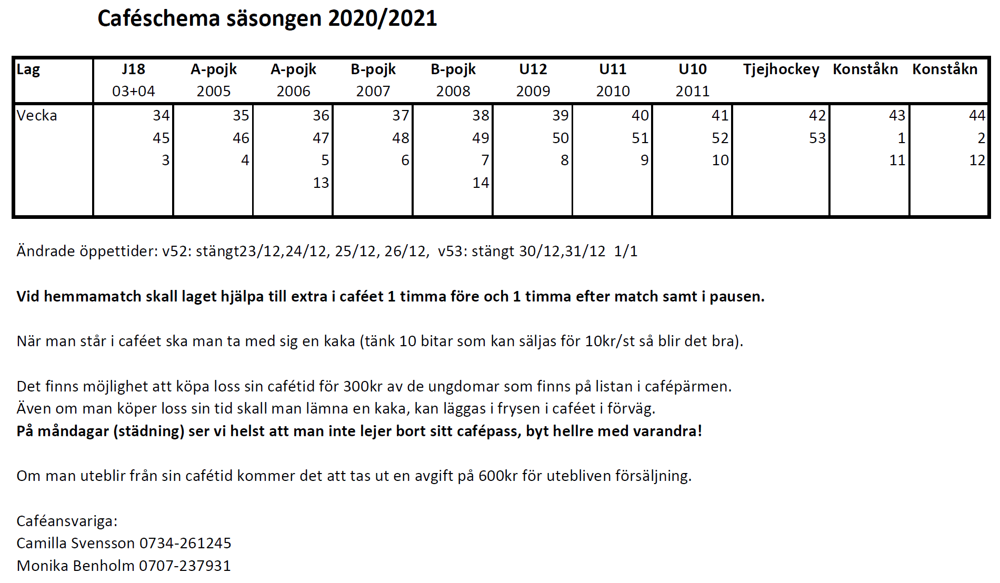 Caféschema säsongen 2020/2021
Lag J18 A-pojk A-pojk B-pojk B-pojk U12 U11 U10 Tjejhockey Konståkn Konståkn
03+04 2005 2006 2007 2008 2009 2010 2011
Vecka 34 35 36 37 38 39 40 41 42 43 44
45 46 47 48 49 50 51 52 53 1 2
3 4 5 6 7 8 9 10 11 12
13 14
Ändrade öppettider: v52: stängt23/12,24/12, 25/12, 26/12,  v53: stängt 30/12,31/12  1/1
Vid hemmamatch skall laget hjälpa till extra i caféet 1 timma före och 1 timma efter match samt i pausen.
När man står i caféet ska man ta med sig en kaka (tänk 10 bitar som kan säljas för 10kr/st så blir det bra).
Det finns möjlighet att köpa loss sin cafétid för 300kr av de ungdomar som finns på listan i cafépärmen.
Även om man köper loss sin tid skall man lämna en kaka, kan läggas i frysen i caféet i förväg.
På måndagar (städning) ser vi helst att man inte lejer bort sitt cafépass, byt hellre med varandra!
Om man uteblir från sin cafétid kommer det att tas ut en avgift på 600kr för utebliven försäljning.
Caféansvariga:
Camilla Svensson 0734-261245
Monika Benholm 0707-237931